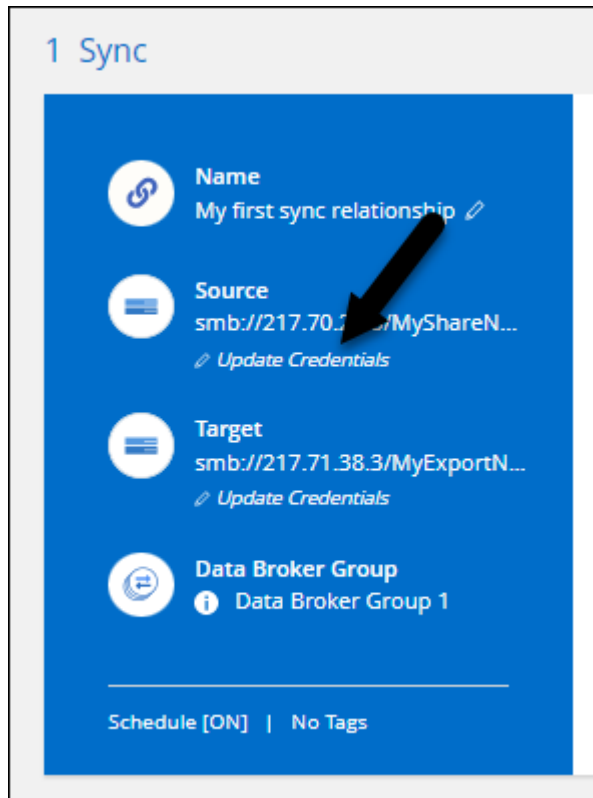 1 Sync
Name
My first sync relationship
Source
smb://217.70. /MyShareN...
Update Credentials
Target
smb://217.71.38.3/MyExportN...
Update Credentials
Data Broker Group
Data Broker Group 1
Schedule [ON] | No Tags